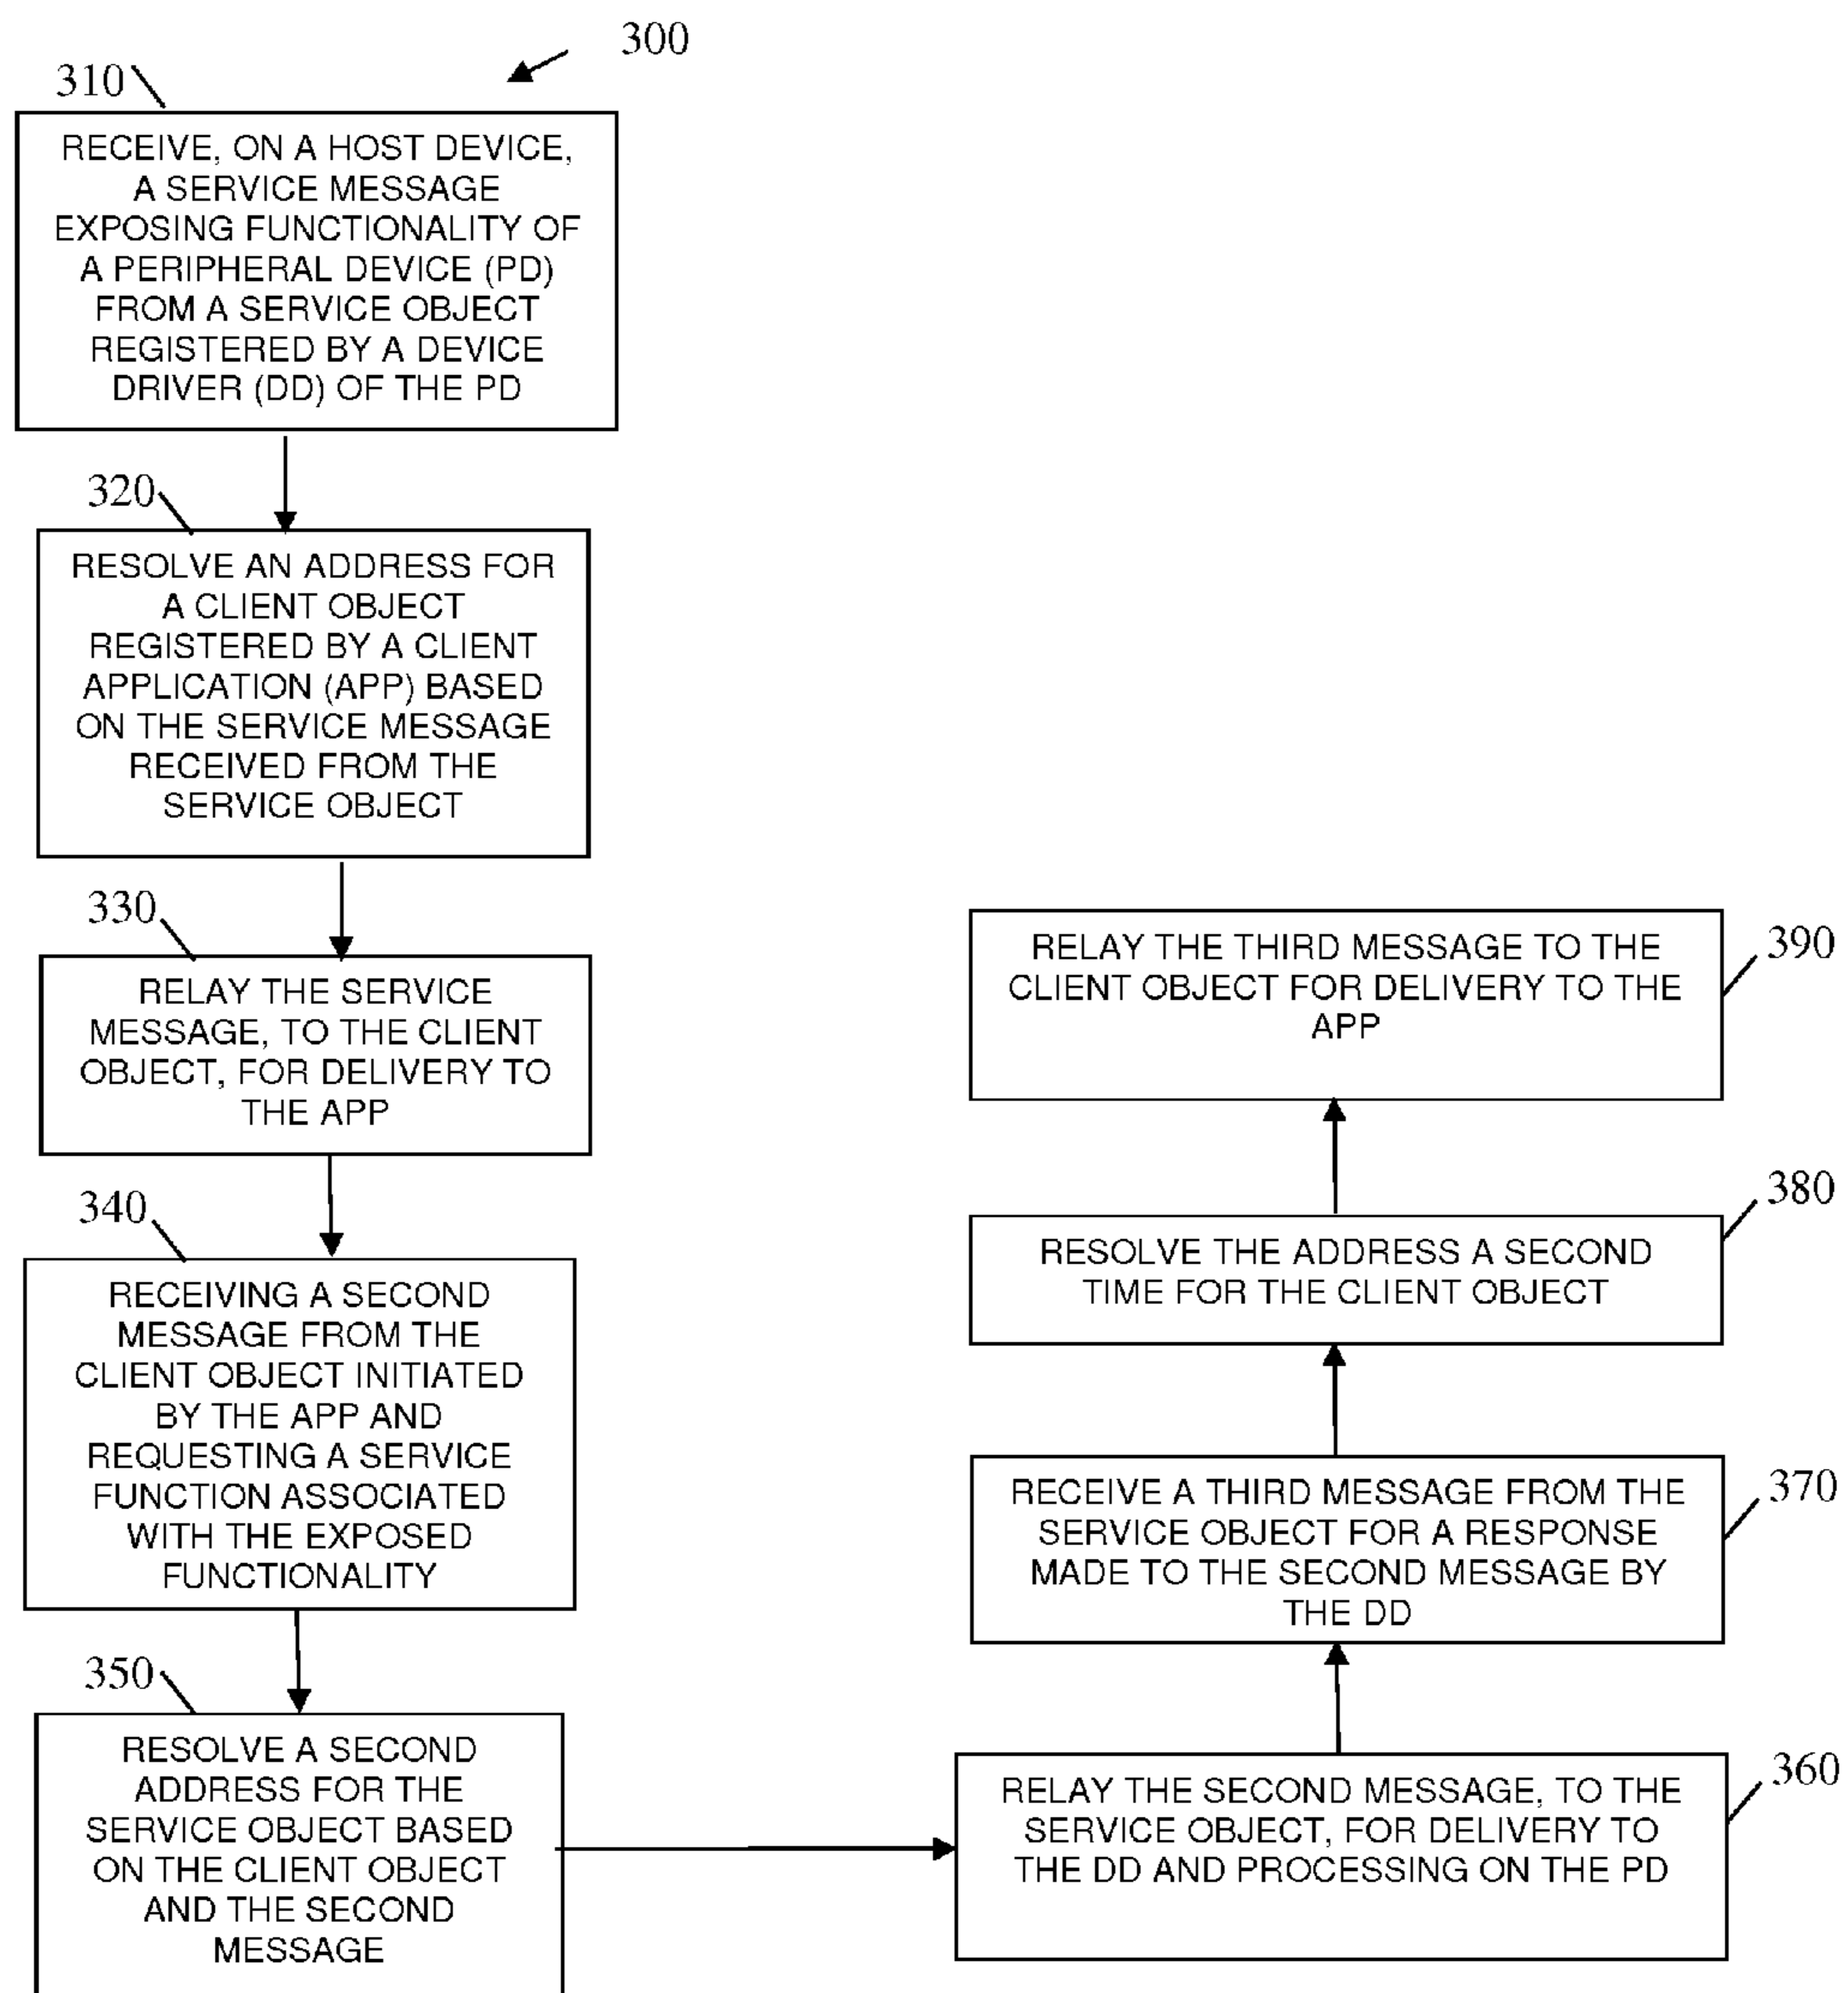 300
310
RECEIVE, ON A HOST DEVICE,
A SERVICE MESSAGE
EXPOSING FUNCTIONALITY OF
A PERIPHERAL DEVICE (PD)
FROM A SERVICE OBJECT
REGISTERED BY A DEVICE
DRIVER (DD) OF THE PD
320
RESOLVE AN ADDRESS FOR
A CLIENT OBJECT
REGISTERED BY A CLIENT
APPLICATION (APP) BASED
ON THE SERVICE MESSAGE
RECEIVED FROM THE
SERVICE OBJECT
330
RELAY THE SERVICE
MESSAGE, TO THE CLIENT
OBJECT, FOR DELIVERY TO
THE APP
340
RECEIVING A SECOND
MESSAGE FROM THE
CLIENT OBJECT INITIATED
BY THE APP AND
REQUESTING A SERVICE
FUNCTION ASSOCIATED
WITH THE EXPOSED
FUNCTIONALITY
350
RESOLVE A SECOND
ADDRESS FOR THE
SERVICE OBJECT BASED
ON THE CLIENT OBJECT
AND THE SECOND
MESSAGE
360
RELAY THE SECOND MESSAGE, TO THE
SERVICE OBJECT, FOR DELIVERY TO
THE DD AND PROCESSING ON THE PD
370
RECEIVE A THIRD MESSAGE FROM THE
SERVICE OBJECT FOR A RESPONSE
MADE TO THE SECOND MESSAGE BY
THE DD
380
RESOLVE THE ADDRESS A SECOND
TIME FOR THE CLIENT OBJECT
390
RELAY THE THIRD MESSAGE TO THE
CLIENT OBJECT FOR DELIVERY TO THE
APP